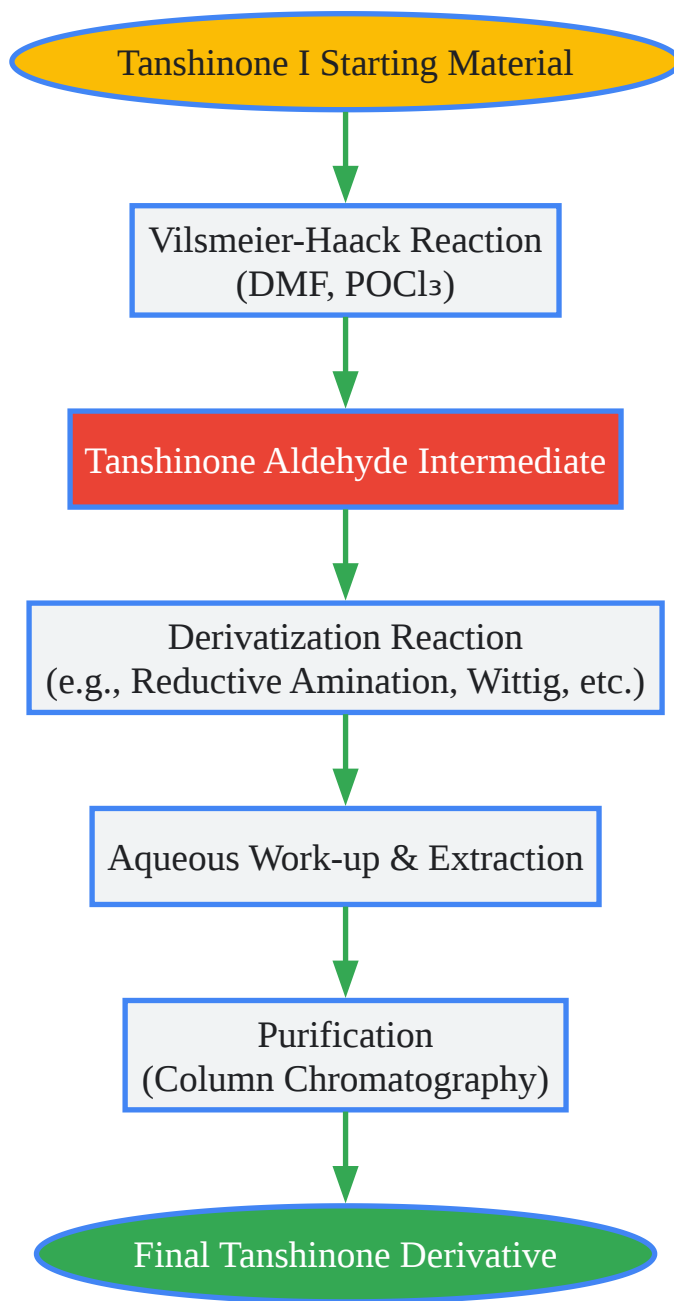 Tanshinone I Starting Material
Vilsmeier-Haack Reaction
(DMF, POCl₃)
Tanshinone Aldehyde Intermediate
Derivatization Reaction
(e.g., Reductive Amination, Wittig, etc.)
Aqueous Work-up & Extraction
Purification
(Column Chromatography)
Final Tanshinone Derivative